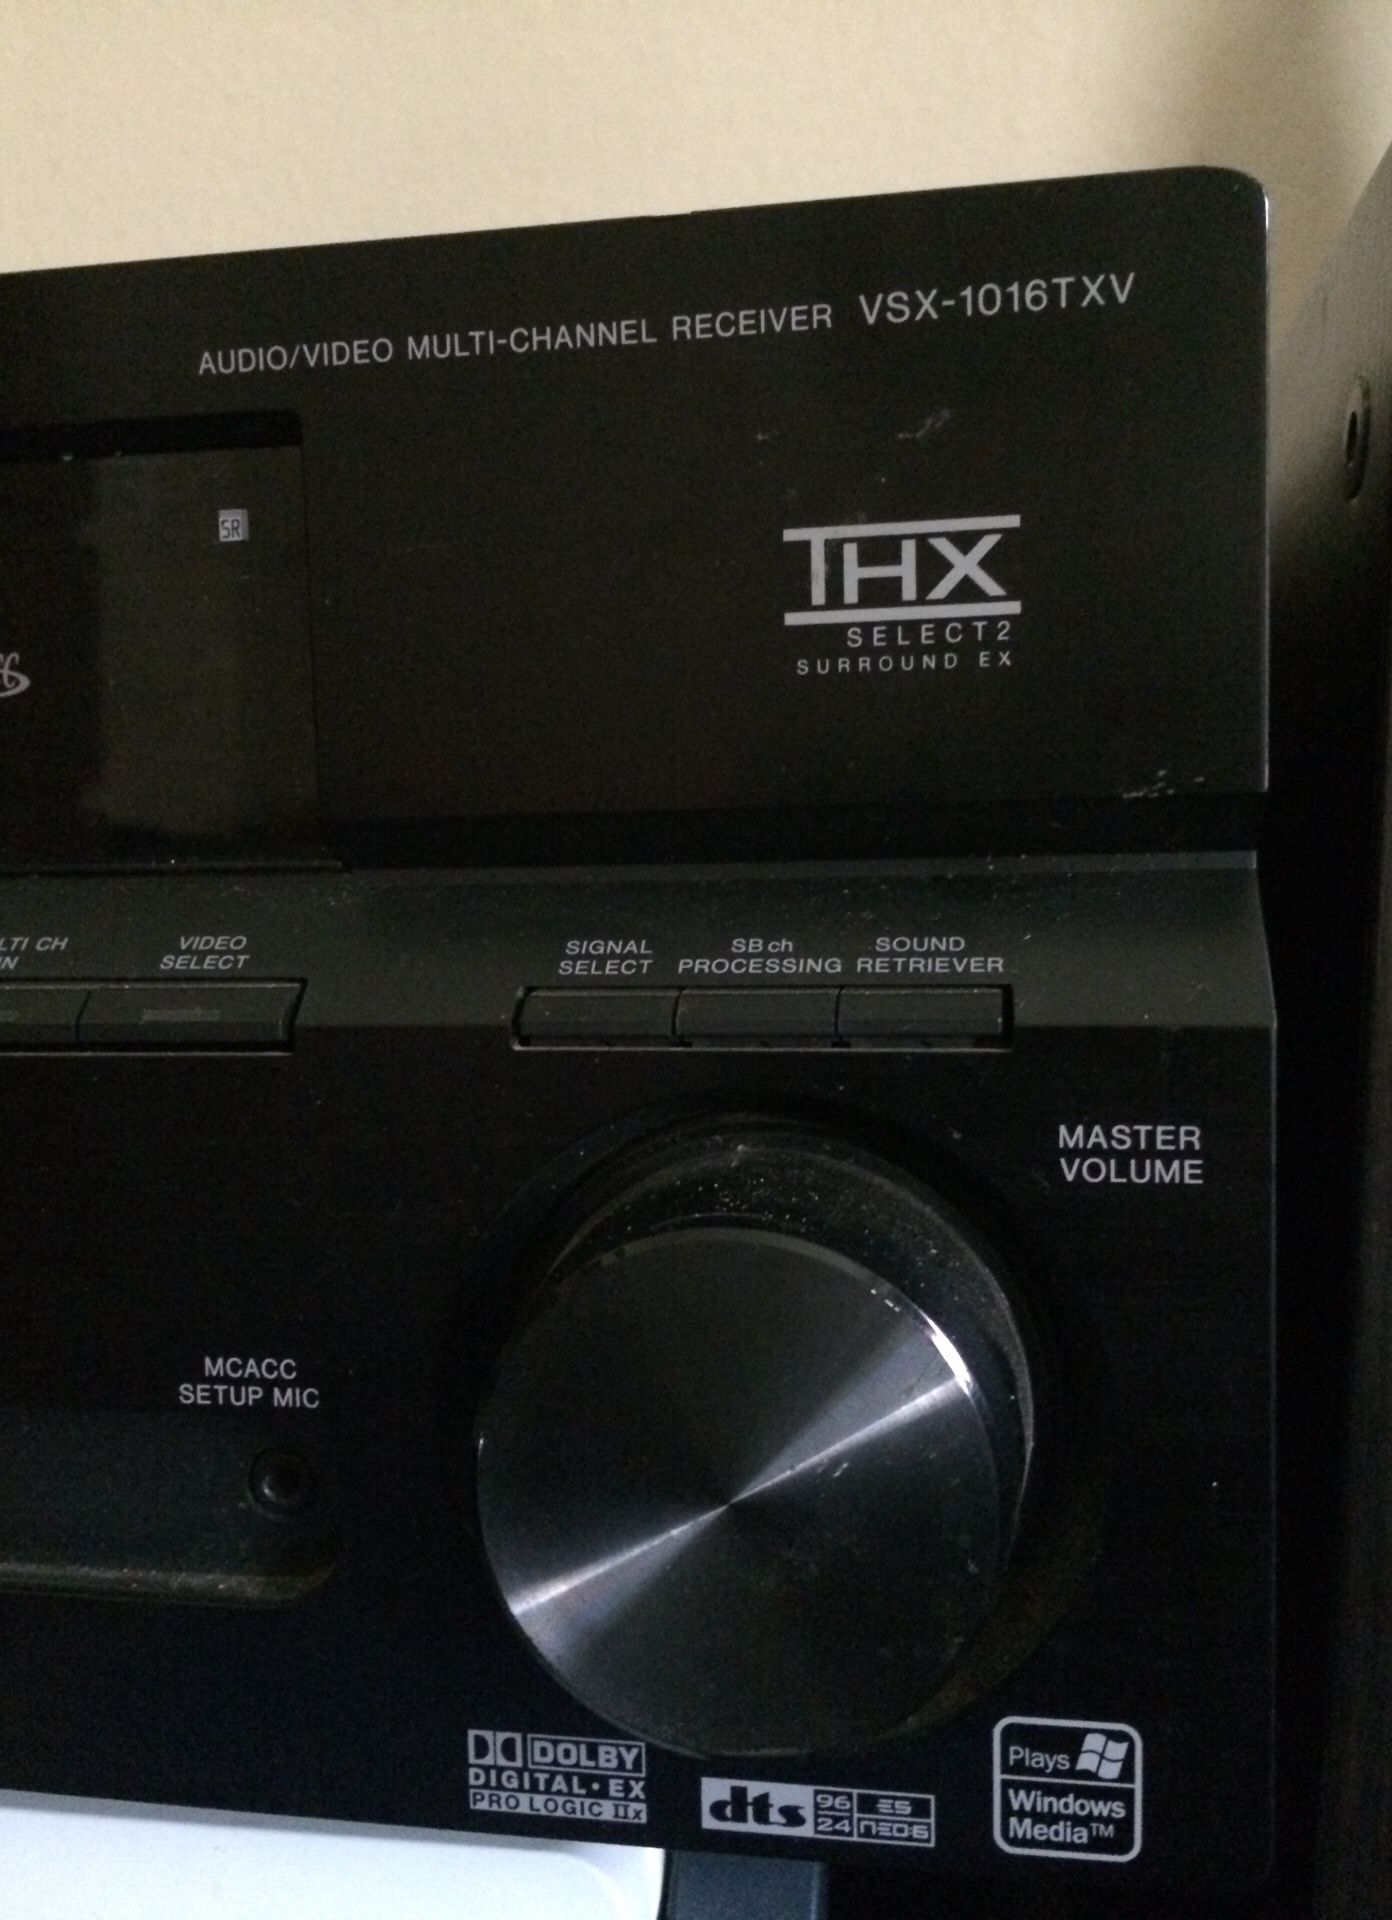 AUDIO/VIDEO MULTI-CHANNEL RECEIVER VSX-1016TXV
SR
THX
SELECT2
SURROUND EX
CH
VIDEO
SELECT
SIGNAL
SELECT
SB ch
PROCESSING
SOUND
RETRIEVER
MASTER
VOLUME
MCACC
SETUP MIC
DOLBY
DIGITAL·EX
PRO LOGIC IIx
dts 96 24 ES NEO:6
Plays
Windows
Media™